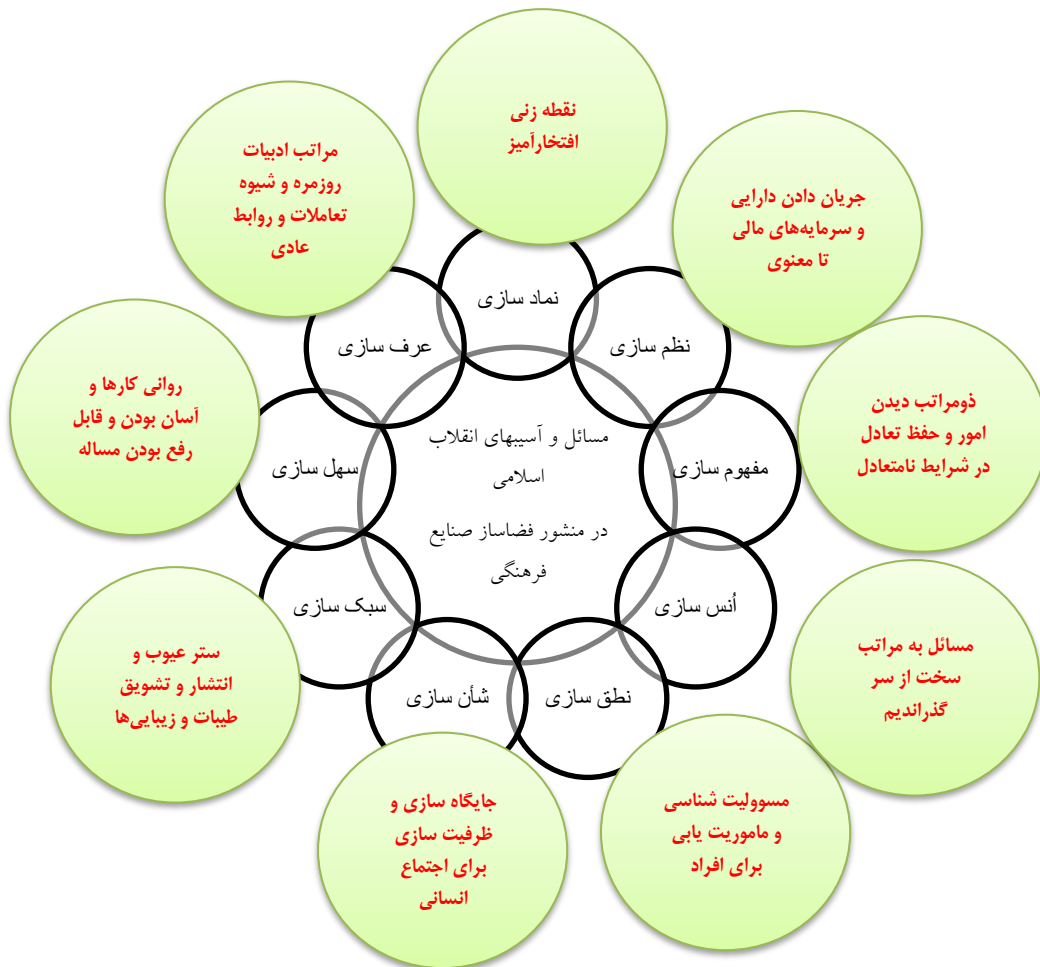 نقطه زنی
افتخارآمیز
جریان دادن دارایی
و سرمایه‌های مالی
تا معنوی
ذومراتب دیدن
امور و حفظ تعادل
در شرایط نامتعادل
مسائل به مراتب
سخت از سر
گذراندیم
مسوولیت شناسی
و ماموریت یابی
برای افراد
جایگاه سازی و
ظرفیت سازی
برای اجتماع
انسانی
ستر عیوب و
انتشار و تشویق
طیبات و زیبایی‌ها
روانی کارها و
آسان بودن و قابل
رفع بودن مساله
مراتب ادبیات
روزمره و شیوه
تعاملات و روابط
عادی
نماد سازی
نظم سازی
مفهوم سازی
اُنس سازی
نطق سازی
شأن سازی
سبک سازی
سهل سازی
عرف سازی
مسائل و آسیبهای انقلاب
اسلامی
در منشور فضاساز صنایع
فرهنگی